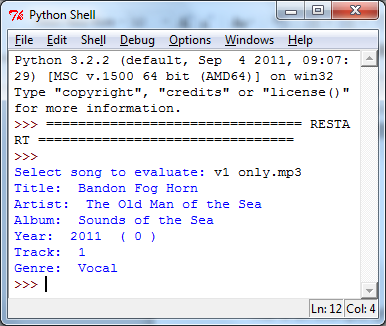 Python Shell
File Edit Shell Debug Options Windows Help
Python 3.2.2 (default, Sep  4 2011, 09:07:
29) [MSC v.1500 64 bit (AMD64)] on win32
Type "copyright", "credits" or "license()"
for more information.
>>> ================================ RESTA
RT ================================
>>>
Select song to evaluate: v1 only.mp3
Title:  Bandon Fog Horn
Artist:  The Old Man of the Sea
Album:  Sounds of the Sea
Year:  2011  ( 0 )
Track:  1
Genre:  Vocal
>>>
Ln: 12 Col: 4